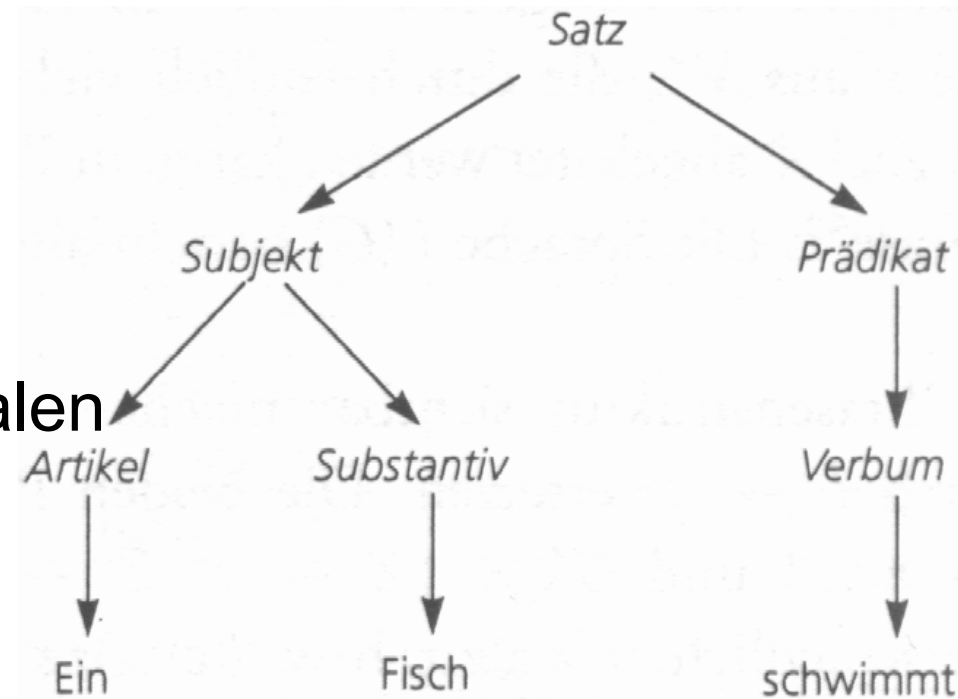 Satz
Subjekt Prädikat
alen
Artikel Substantiv Verbum
Ein Fisch schwimmt